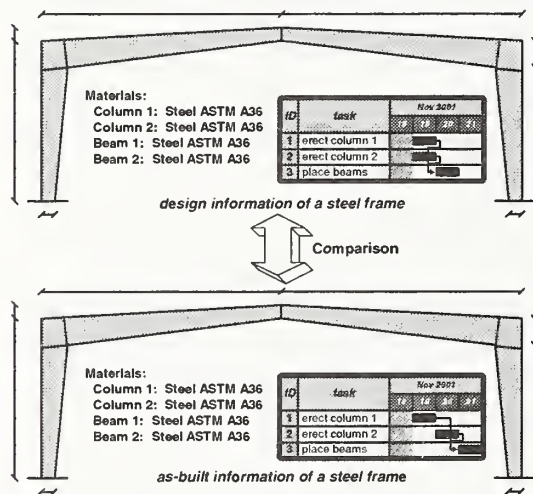 Materials:
Column 1: Steel ASTM A36
Column 2: Steel ASTM A36
Beam 1: Steel ASTM A36
Beam 2: Steel ASTM A36
ID task Nov 2001
1 erect column 1
2 erect column 2
3 place beams
design information of a steel frame
Comparison
Materials:
Column 1: Steel ASTM A36
Column 2: Steel ASTM A36
Beam 1: Steel ASTM A36
Beam 2: Steel ASTM A36
ID task Nov 2001
1 erect column 1
2 erect column 2
3 place beams
as-built information of a steel frame